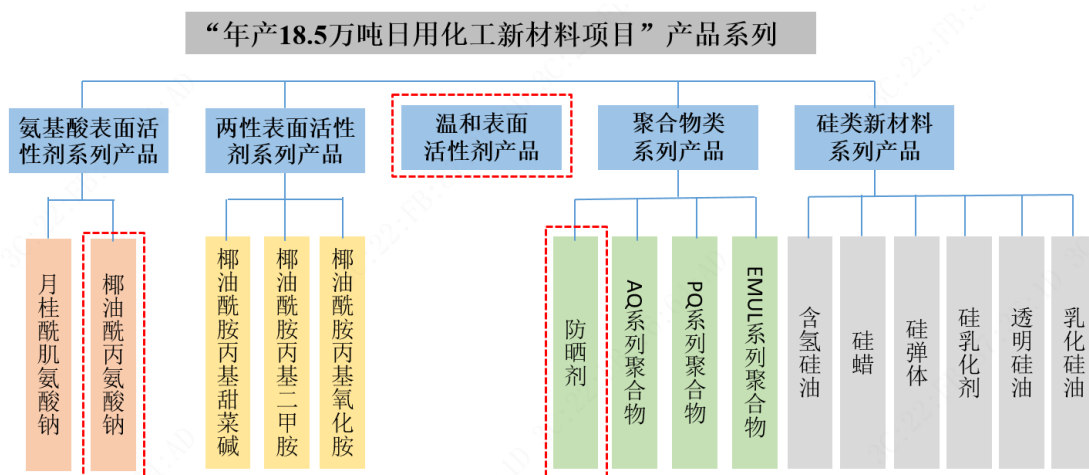 “年产18.5万吨日用化工新材料项目”产品系列
氨基酸表面活
性剂系列产品
两性表面活性
剂系列产品
温和表面
活性剂产品
聚合物类
系列产品
硅类新材料
系列产品
月桂酰肌氨酸钠
椰油酰丙氨酸钠
椰油酰胺丙基甜菜碱
椰油酰胺丙基二甲胺
椰油酰胺丙基氧化胺
防晒剂
AQ系列聚合物
PQ系列聚合物
EMUL系列聚合物
含氢硅油
硅蜡
硅弹体
硅乳化剂
透明硅油
乳化硅油